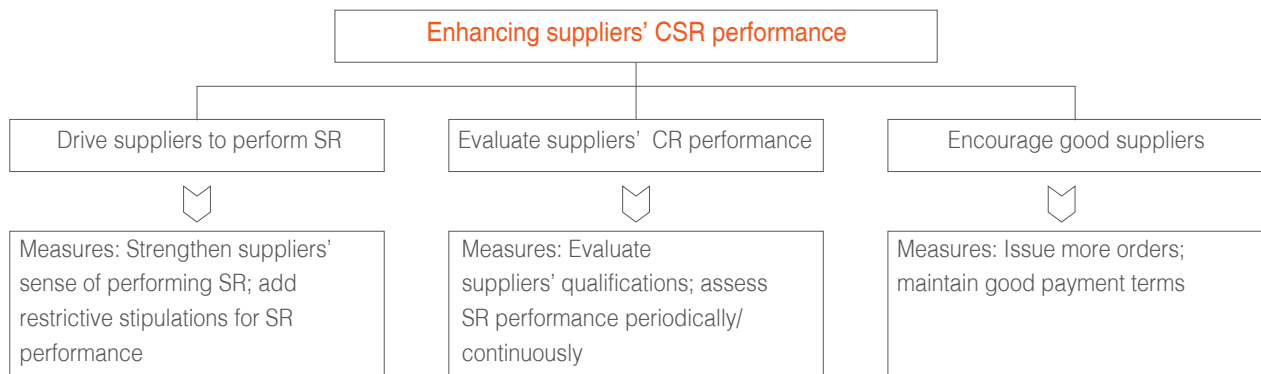 Enhancing suppliers’ CSR performance
Drive suppliers to perform SR
Evaluate suppliers’ CR performance
Encourage good suppliers
Measures: Strengthen suppliers’
sense of performing SR; add
restrictive stipulations for SR
performance
Measures: Evaluate
suppliers’ qualifications; assess
SR performance periodically/
continuously
Measures: Issue more orders;
maintain good payment terms